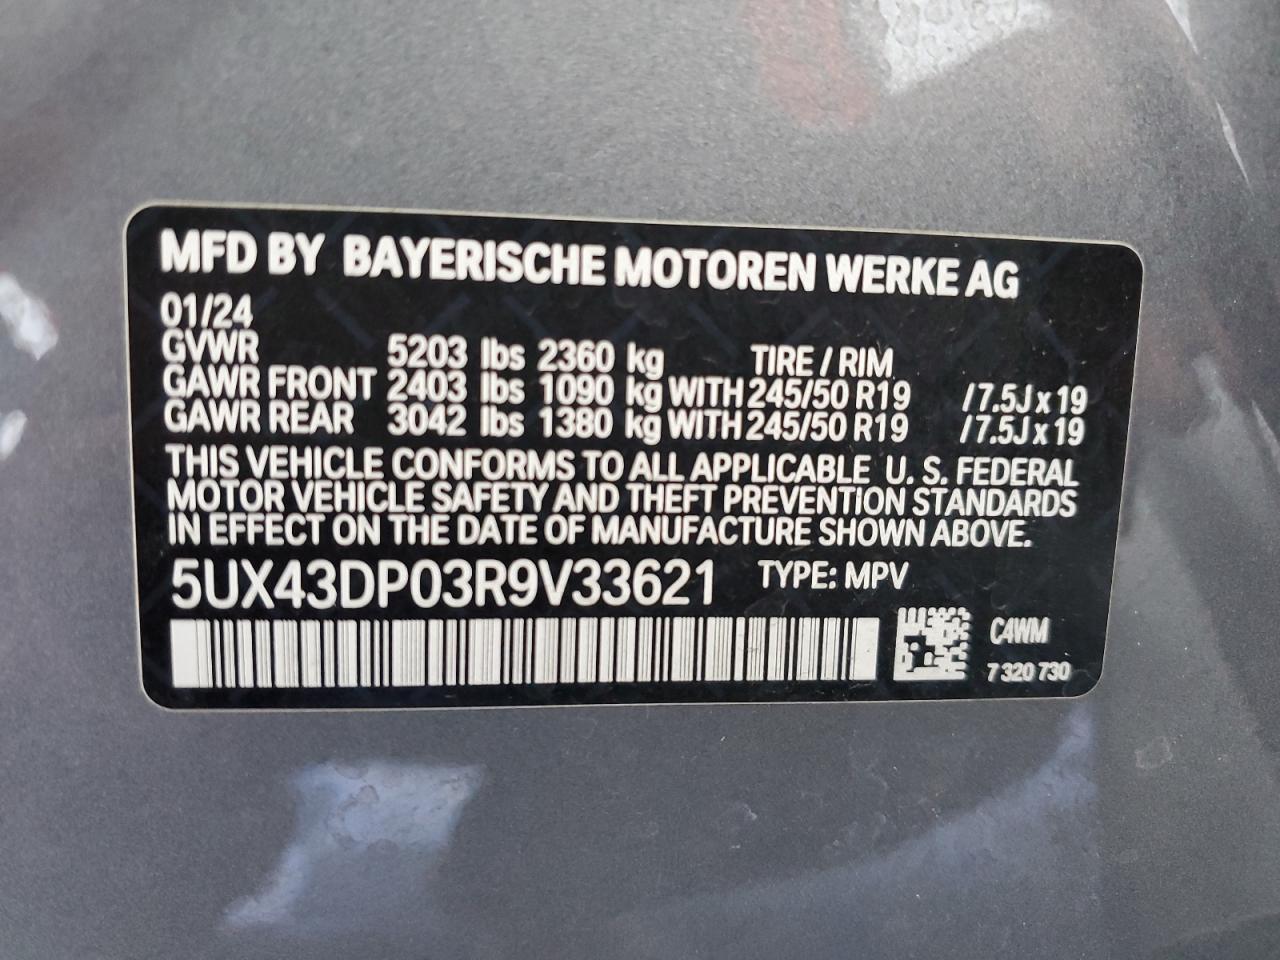 MFD BY BAYERISCHE MOTOREN WERKE AG
01/24
GVWR 5203 lbs 2360 kg TIRE / RIM
GAWR FRONT 2403 lbs 1090 kg WITH 245/50 R19 / 7.5J x 19
GAWR REAR 3042 lbs 1380 kg WITH 245/50 R19 / 7.5J x 19
THIS VEHICLE CONFORMS TO ALL APPLICABLE U. S. FEDERAL
MOTOR VEHICLE SAFETY AND THEFT PREVENTION STANDARDS
IN EFFECT ON THE DATE OF MANUFACTURE SHOWN ABOVE.
5UX43DP03R9V33621 TYPE: MPV
C4WM
7 320 730